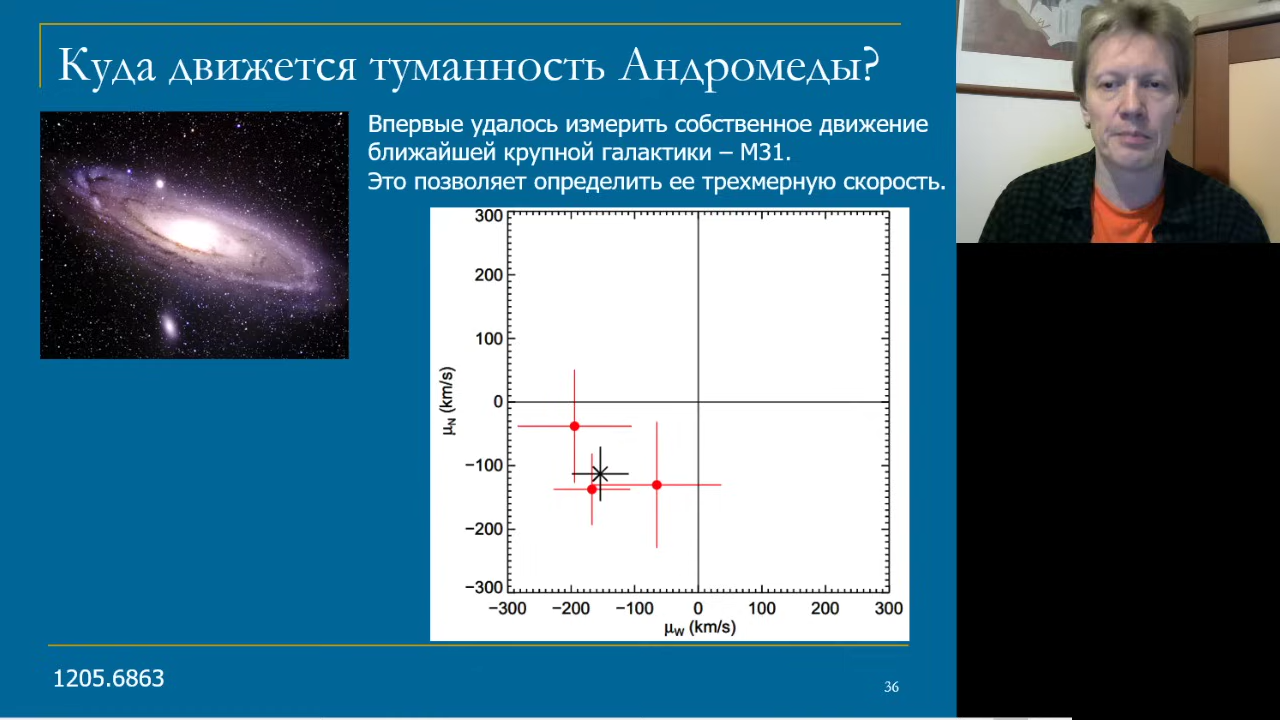 Куда движется туманность Андромеды?
Впервые удалось измерить собственное движение
ближайшей крупной галактики – М31.
Это позволяет определить ее трехмерную скорость.
300
200
100
0
−100
−200
−300
μN (km/s)
−300 −200 −100 0 100 200 300
μW (km/s)
1205.6863
36